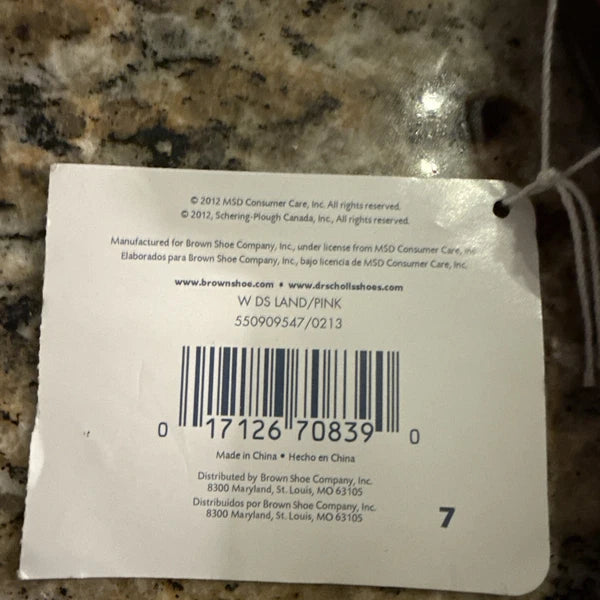 © 2012 MSD Consumer Care, Inc. All rights reserved.
© 2012, Schering-Plough Canada, Inc., All rights reserved.
Manufactured for Brown Shoe Company, Inc., under license from MSD Consumer Care, Inc.
Elaborados para Brown Shoe Company, Inc., bajo licencia de MSD Consumer Care, Inc.
www.brownshoe.com • www.drschollsshoes.com
W DS LAND/PINK
550909547/0213
0 17126 70839 0
Made in China • Hecho en China
Distributed by Brown Shoe Company, Inc.
8300 Maryland, St. Louis, MO 63105
Distribuidos por Brown Shoe Company, Inc.
8300 Maryland, St. Louis, MO 63105
7